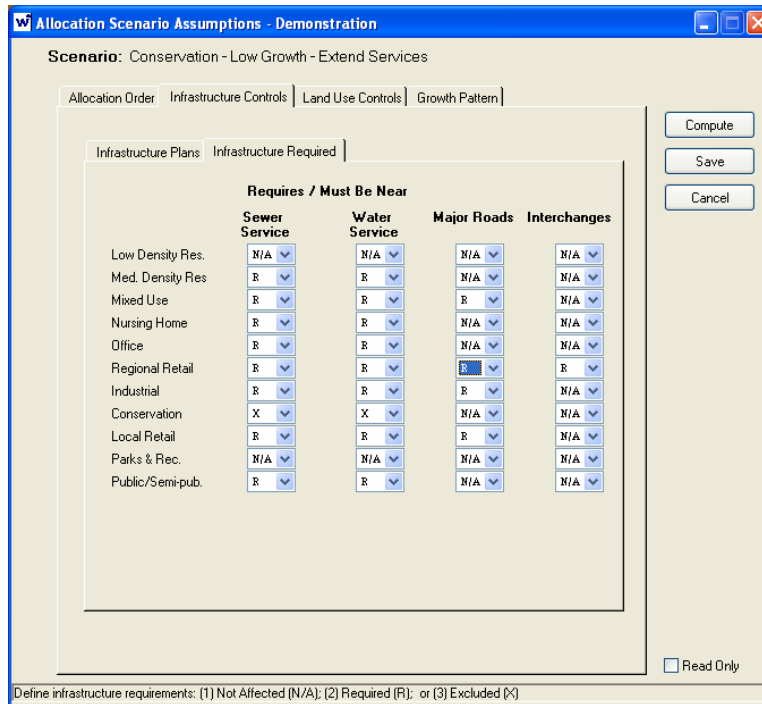 Allocation Scenario Assumptions - Demonstration
Scenario: Conservation - Low Growth - Extend Services
Allocation Order Infrastructure Controls Land Use Controls Growth Pattern
Compute
Save
Cancel
Infrastructure Plans Infrastructure Required
Requires / Must Be Near
Sewer Service Water Service Major Roads Interchanges
Low Density Res. N/A N/A N/A N/A
Med. Density Res R R N/A N/A
Mixed Use R R R N/A
Nursing Home R R N/A N/A
Office R R N/A N/A
Regional Retail R R R R
Industrial R R R N/A
Conservation X X N/A N/A
Local Retail R R R N/A
Parks & Rec. N/A N/A N/A N/A
Public/Semi-pub. R R N/A N/A
Read Only
Define infrastructure requirements: (1) Not Affected (N/A); (2) Required (R); or (3) Excluded (X)